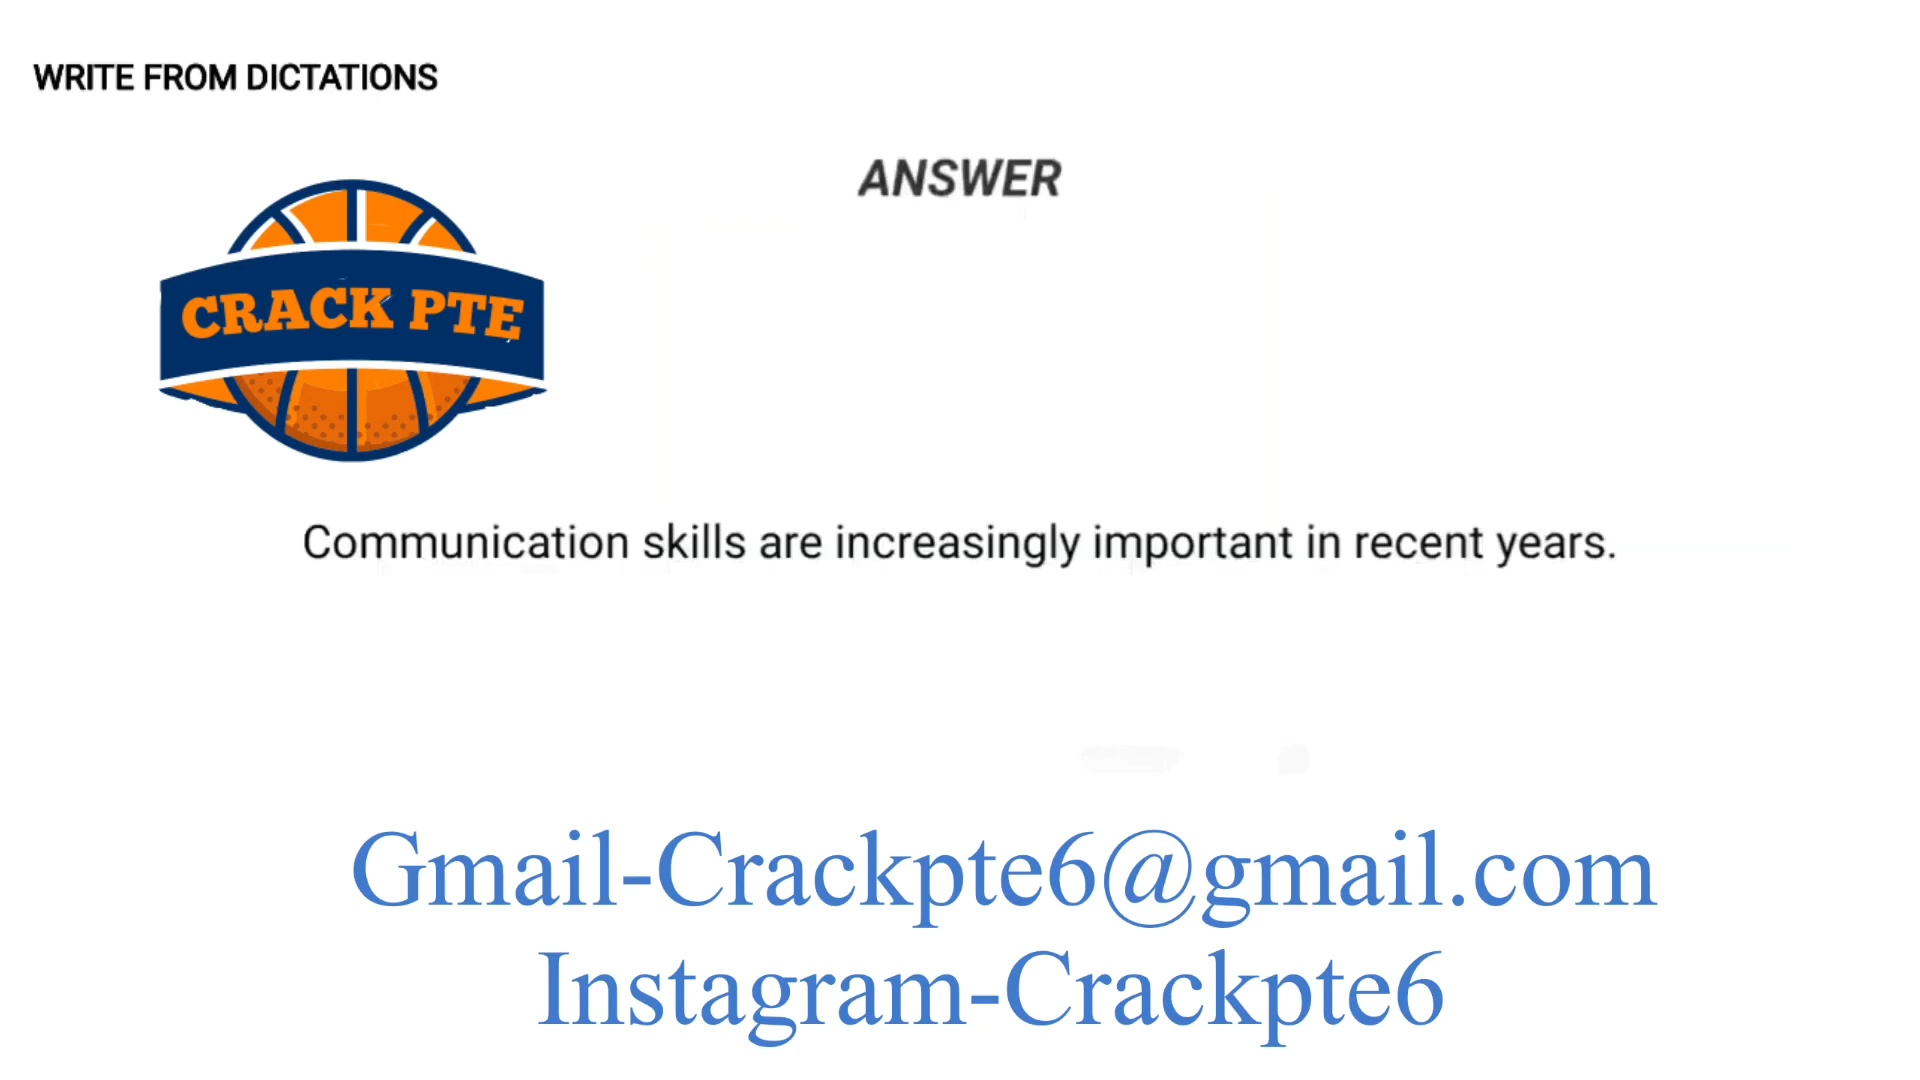 WRITE FROM DICTATIONS
ANSWER
CRACK PTE
Communication skills are increasingly important in recent years.
Gmail-Crackpte6@gmail.com
Instagram-Crackpte6